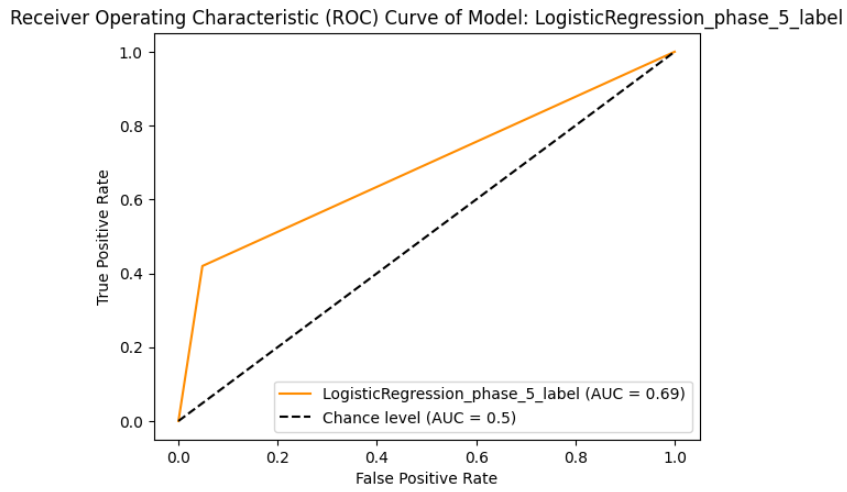 Receiver Operating Characteristic (ROC) Curve of Model: LogisticRegression_phase_5_label
1.0
0.8
0.6
0.4
0.2
0.0
True Positive Rate
LogisticRegression_phase_5_label (AUC = 0.69)
Chance level (AUC = 0.5)
0.0 0.2 0.4 0.6 0.8 1.0
False Positive Rate